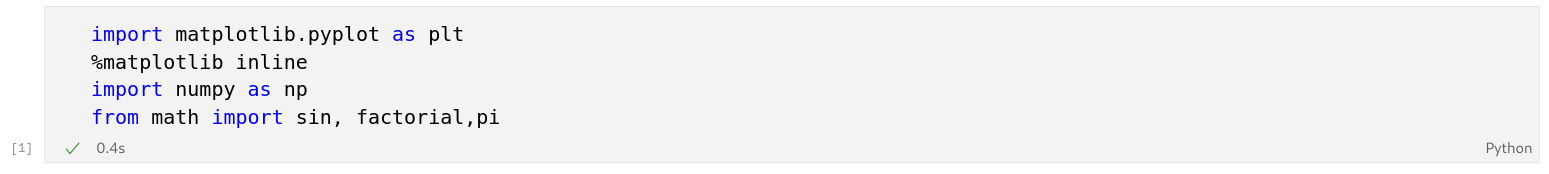 import matplotlib.pyplot as plt
%matplotlib inline
import numpy as np
from math import sin, factorial,pi
[1] ✓ 0.4s Python